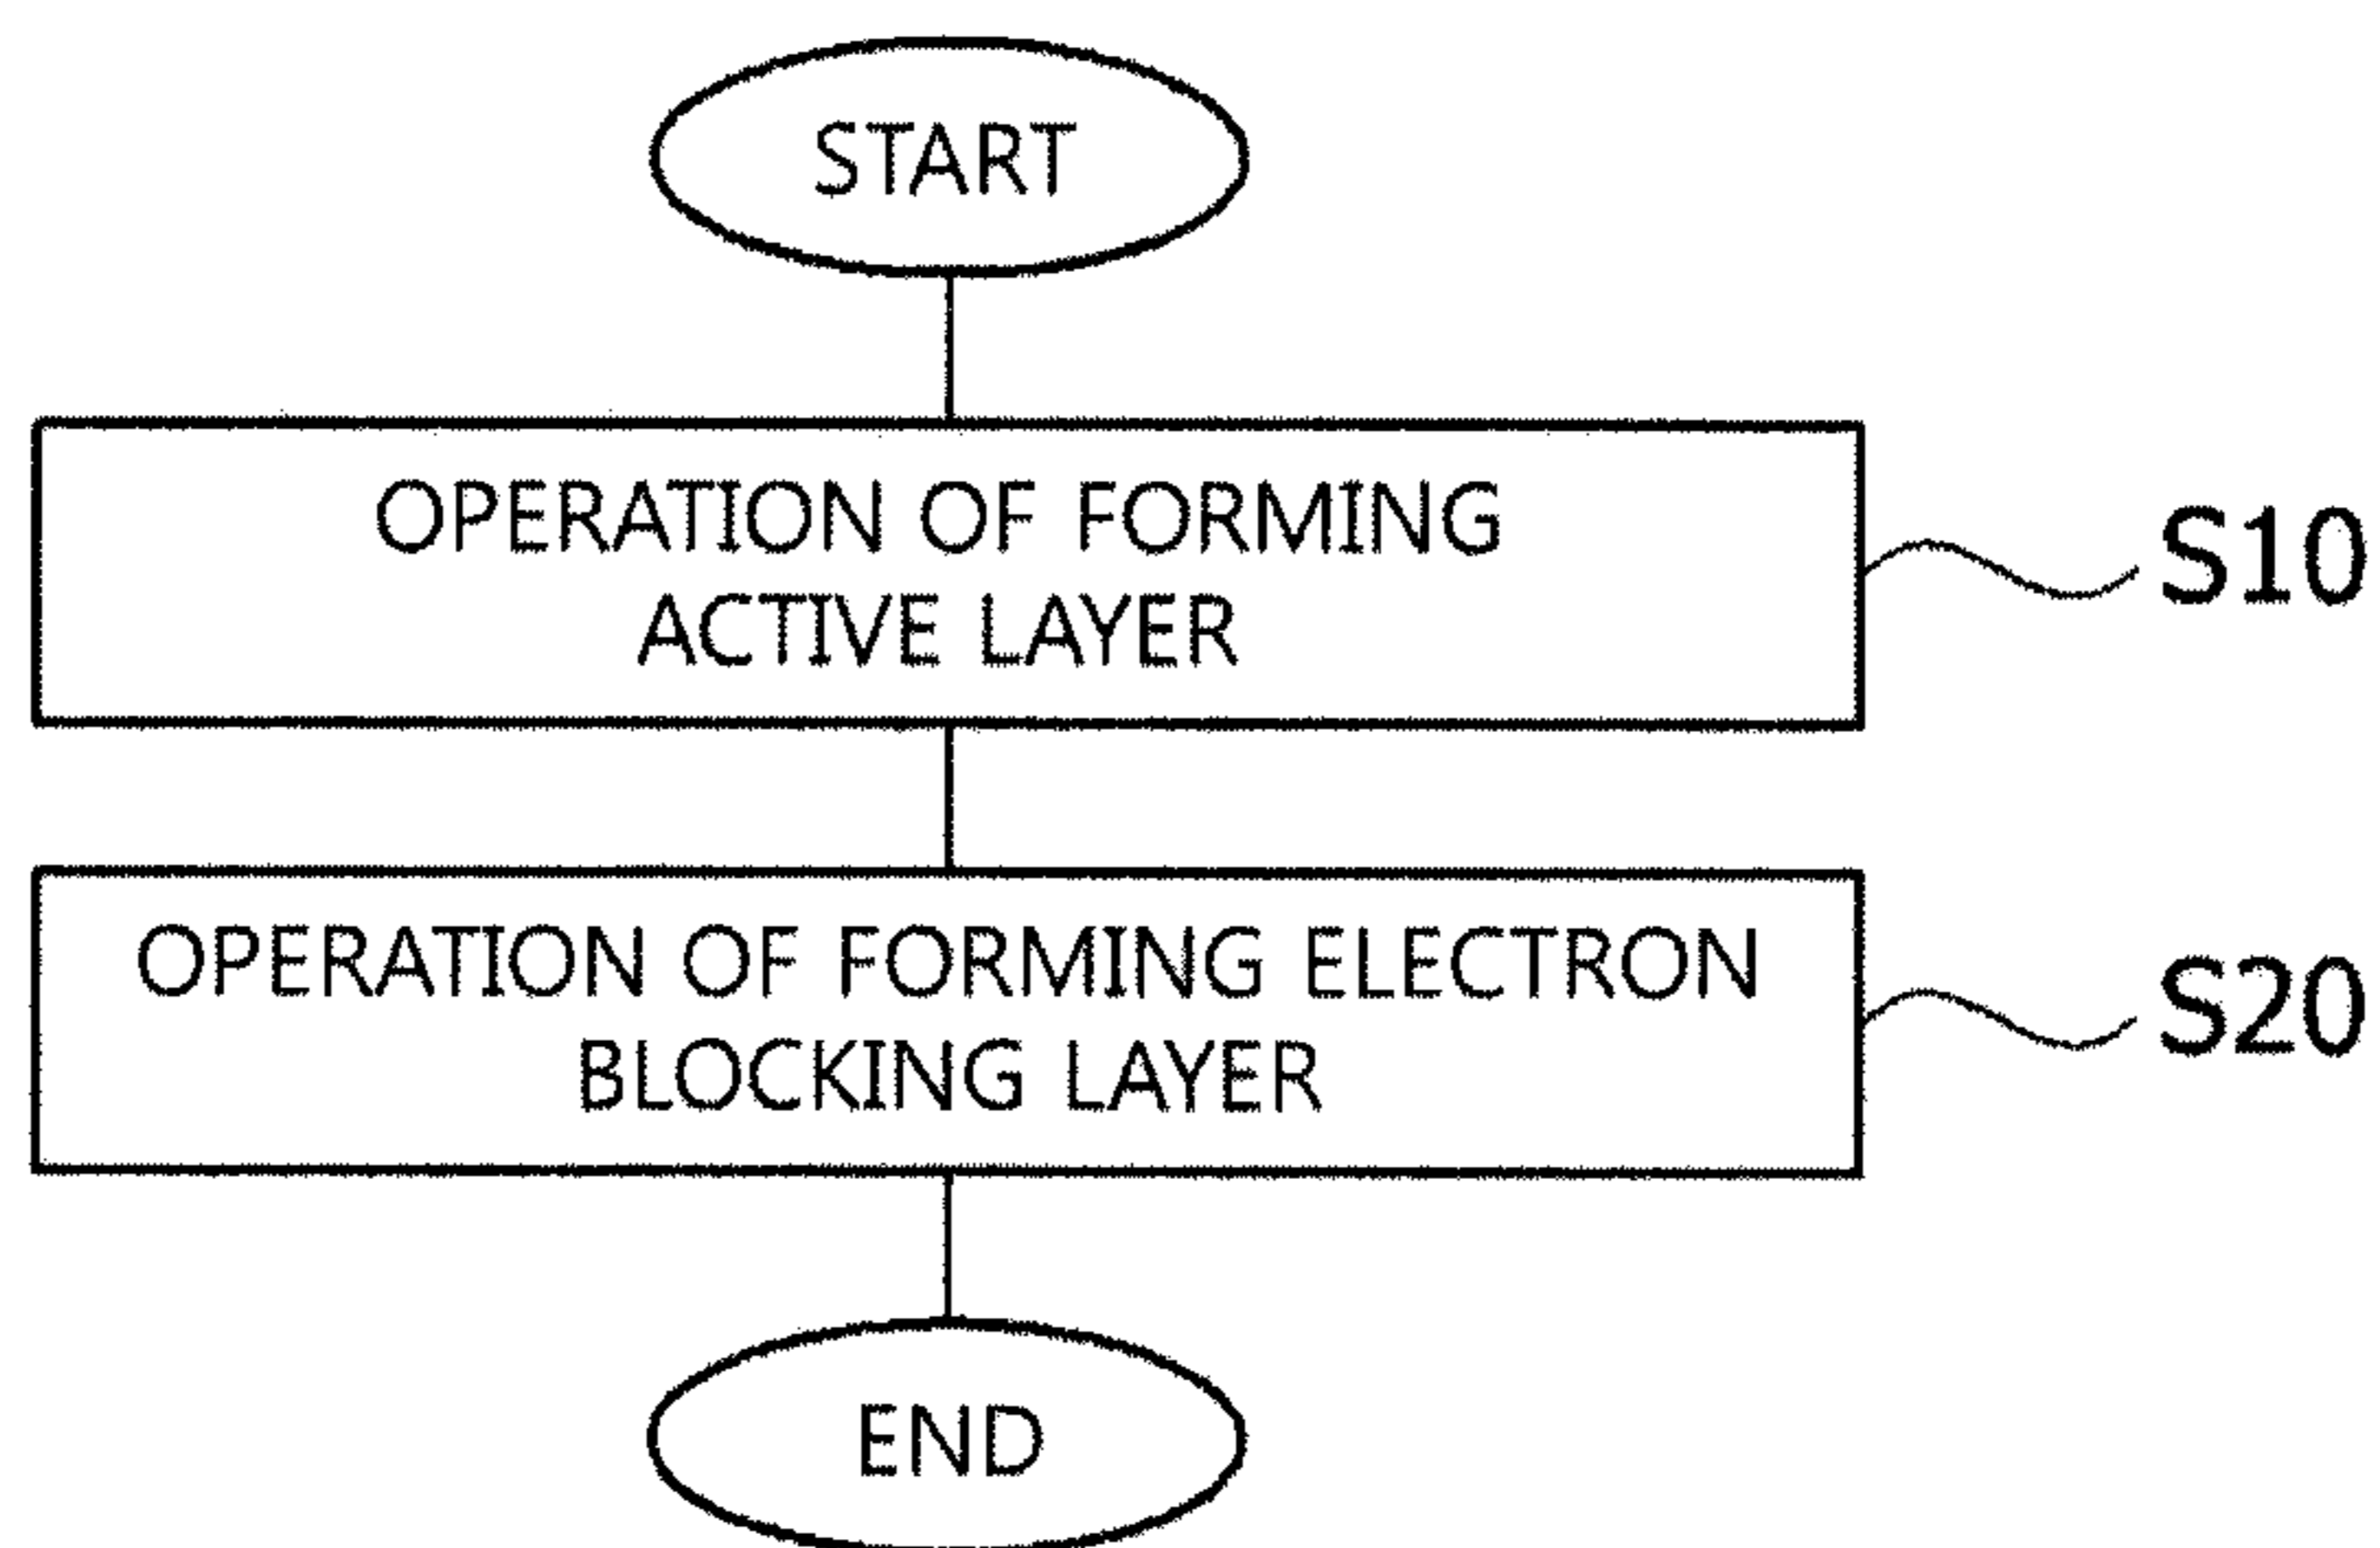 START
OPERATION OF FORMING
ACTIVE LAYER
S10
OPERATION OF FORMING ELECTRON
BLOCKING LAYER
S20
END